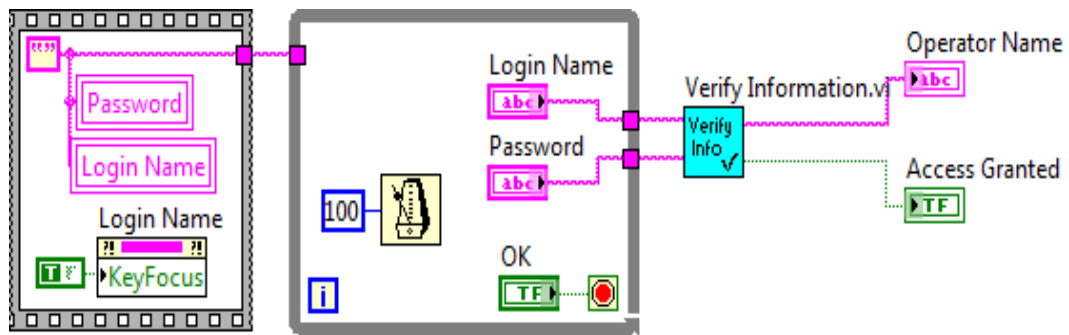 ""
Password
Login Name
Login Name
?! ?!
T F
KeyFocus
Login Name
abc
Password
abc
100
OK
TF
i
Verify Information.vi
Verify
Info
Operator Name
abc
Access Granted
TF